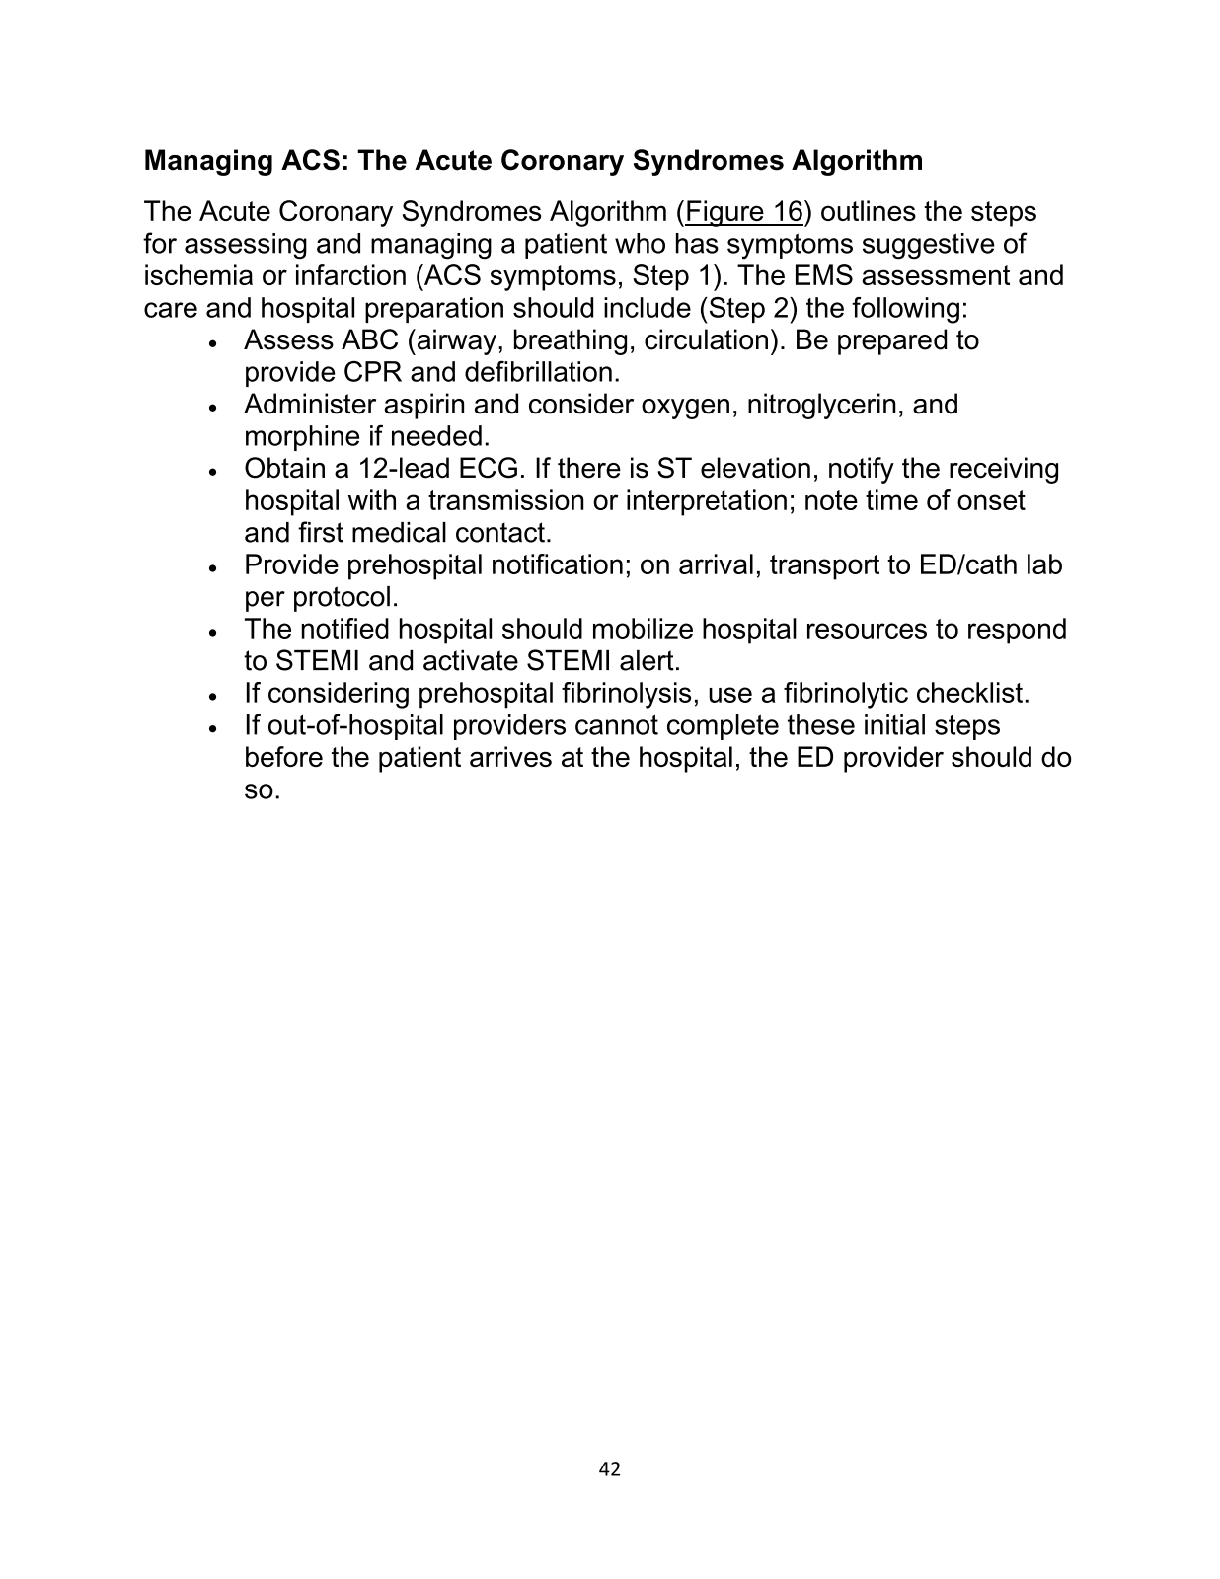 Managing ACS: The Acute Coronary Syndromes Algorithm
The Acute Coronary Syndromes Algorithm (Figure 16) outlines the steps
for assessing and managing a patient who has symptoms suggestive of
ischemia or infarction (ACS symptoms, Step 1). The EMS assessment and
care and hospital preparation should include (Step 2) the following:
• Assess ABC (airway, breathing, circulation). Be prepared to
provide CPR and defibrillation.
• Administer aspirin and consider oxygen, nitroglycerin, and
morphine if needed.
• Obtain a 12-lead ECG. If there is ST elevation, notify the receiving
hospital with a transmission or interpretation; note time of onset
and first medical contact.
• Provide prehospital notification; on arrival, transport to ED/cath lab
per protocol.
• The notified hospital should mobilize hospital resources to respond
to STEMI and activate STEMI alert.
• If considering prehospital fibrinolysis, use a fibrinolytic checklist.
• If out-of-hospital providers cannot complete these initial steps
before the patient arrives at the hospital, the ED provider should do
so.
42